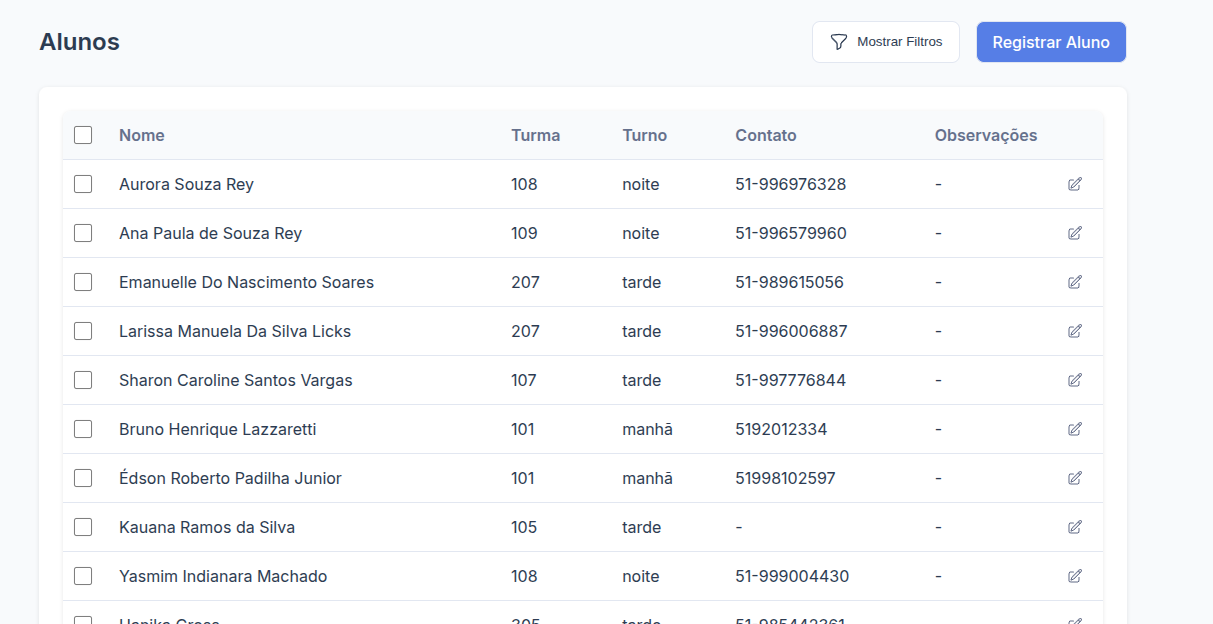 Alunos Mostrar Filtros Registrar Aluno
Nome Turma Turno Contato Observações
Aurora Souza Rey 108 noite 51-996976328 -
Ana Paula de Souza Rey 109 noite 51-996579960 -
Emanuelle Do Nascimento Soares 207 tarde 51-989615056 -
Larissa Manuela Da Silva Licks 207 tarde 51-996006887 -
Sharon Caroline Santos Vargas 107 tarde 51-997776844 -
Bruno Henrique Lazzaretti 101 manhã 5192012334 -
Édson Roberto Padilha Junior 101 manhã 51998102597 -
Kauana Ramos da Silva 105 tarde - -
Yasmim Indianara Machado 108 noite 51-999004430 -
tarde